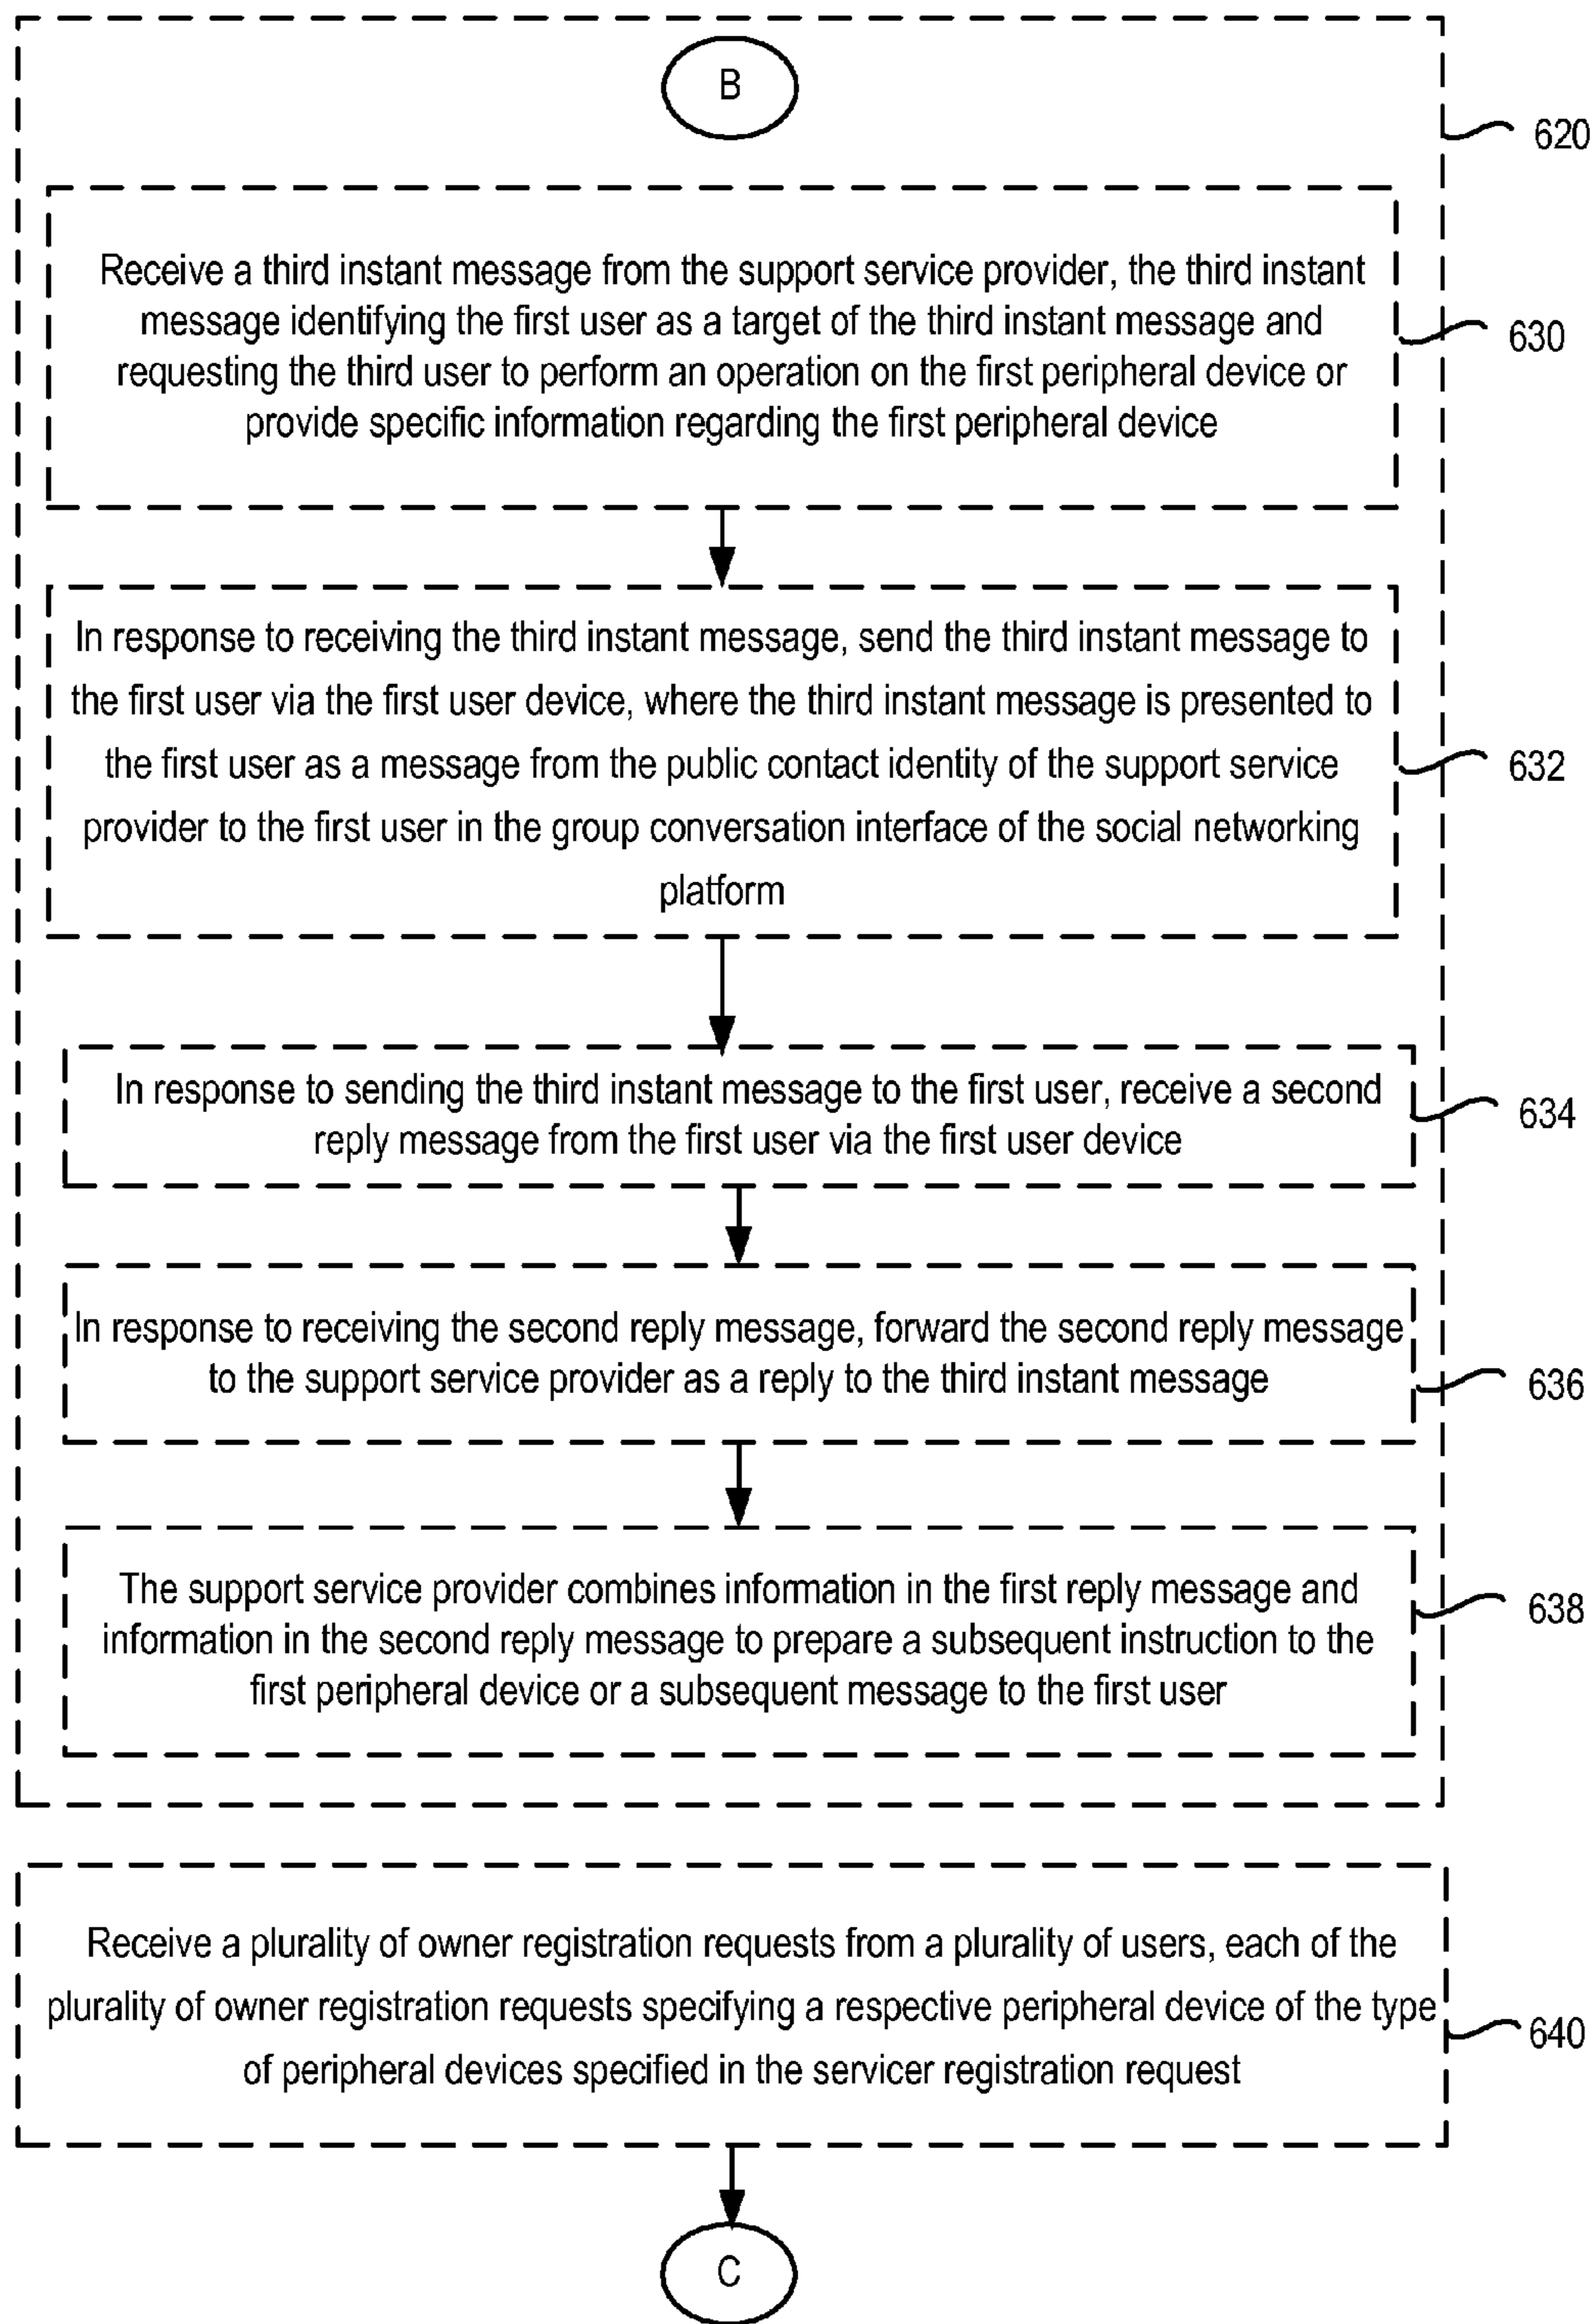 B
620
Receive a third instant message from the support service provider, the third instant
message identifying the first user as a target of the third instant message and
requesting the third user to perform an operation on the first peripheral device or
provide specific information regarding the first peripheral device
630
In response to receiving the third instant message, send the third instant message to
the first user via the first user device, where the third instant message is presented to
the first user as a message from the public contact identity of the support service
provider to the first user in the group conversation interface of the social networking
platform
632
In response to sending the third instant message to the first user, receive a second
reply message from the first user via the first user device
634
In response to receiving the second reply message, forward the second reply message
to the support service provider as a reply to the third instant message
636
The support service provider combines information in the first reply message and
information in the second reply message to prepare a subsequent instruction to the
first peripheral device or a subsequent message to the first user
638
Receive a plurality of owner registration requests from a plurality of users, each of the
plurality of owner registration requests specifying a respective peripheral device of the type
of peripheral devices specified in the servicer registration request
640
C